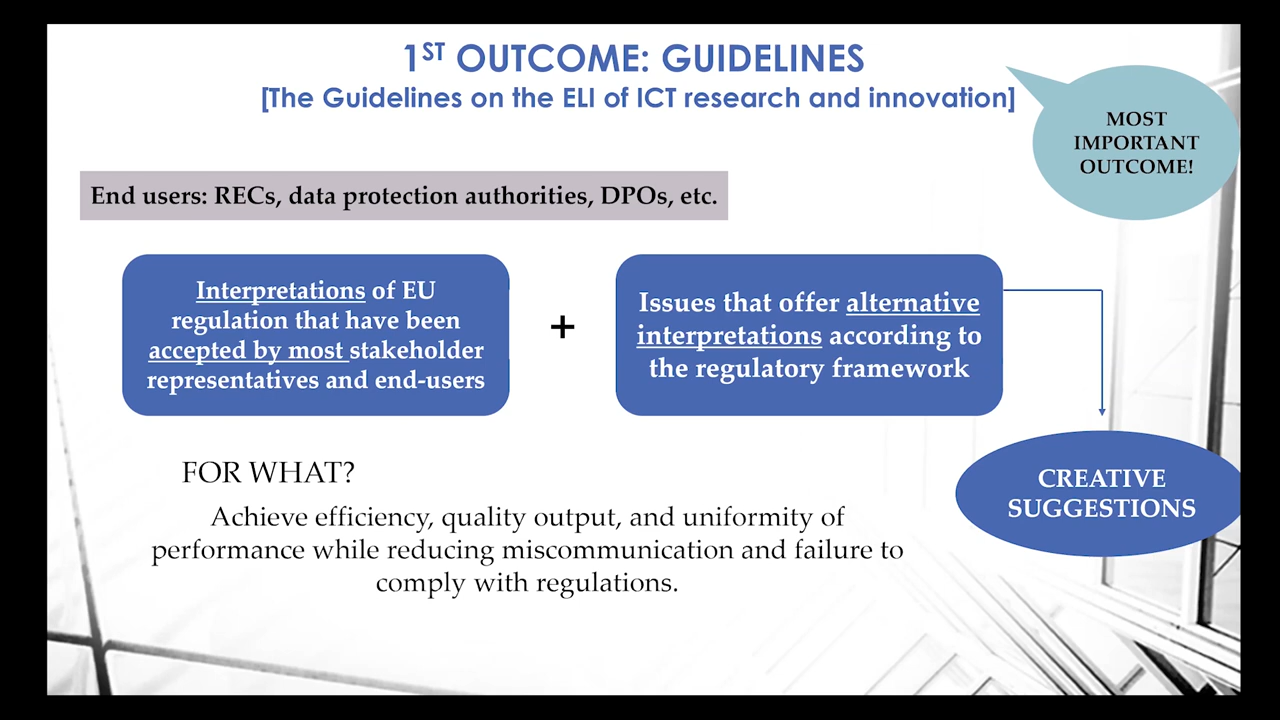 1ST OUTCOME: GUIDELINES
[The Guidelines on the ELI of ICT research and innovation]
MOST
IMPORTANT
OUTCOME!
End users: RECs, data protection authorities, DPOs, etc.
Interpretations of EU
regulation that have been
accepted by most stakeholder
representatives and end-users
+
Issues that offer alternative
interpretations according to
the regulatory framework
CREATIVE
SUGGESTIONS
FOR WHAT?
Achieve efficiency, quality output, and uniformity of
performance while reducing miscommunication and failure to
comply with regulations.